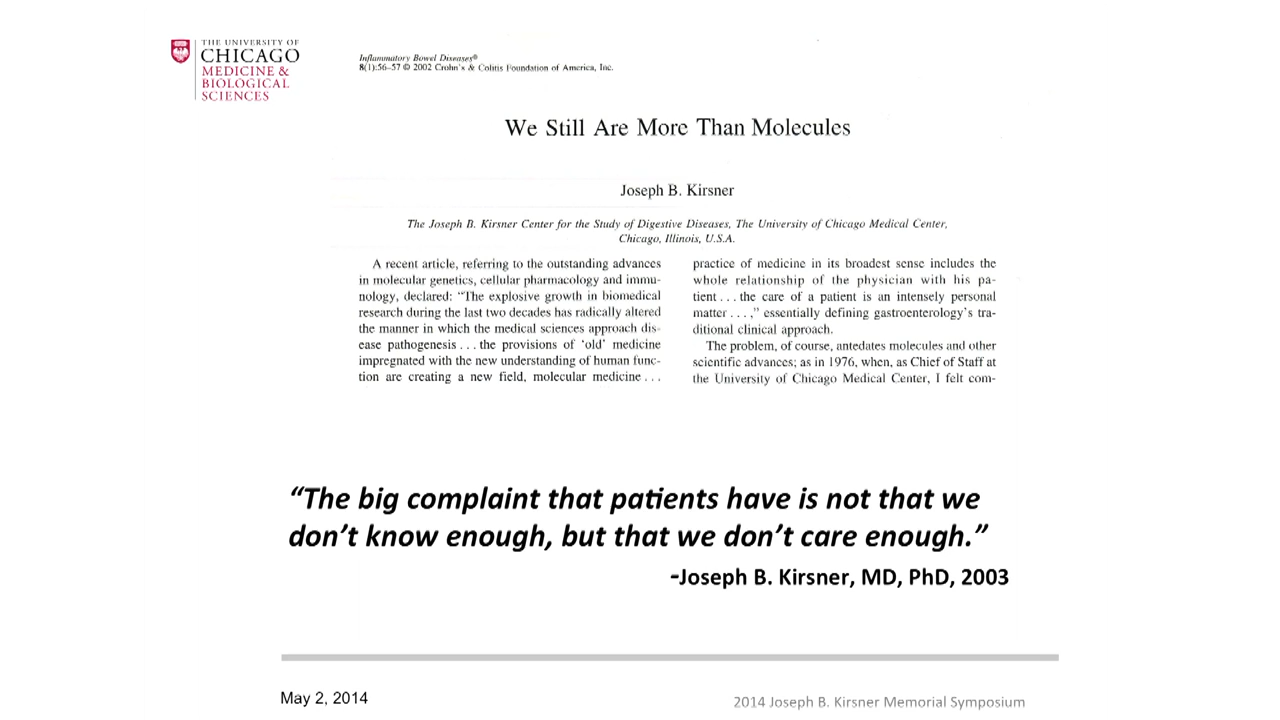 THE UNIVERSITY OF
CHICAGO
MEDICINE &
BIOLOGICAL
SCIENCES
Inflammatory Bowel Diseases®
8(1):56–57 © 2002 Crohn's & Colitis Foundation of America, Inc.
We Still Are More Than Molecules
Joseph B. Kirsner
The Joseph B. Kirsner Center for the Study of Digestive Diseases, The University of Chicago Medical Center,
Chicago, Illinois, U.S.A.
A recent article, referring to the outstanding advances
in molecular genetics, cellular pharmacology and immu-
nology, declared: “The explosive growth in biomedical
research during the last two decades has radically altered
the manner in which the medical sciences approach dis-
ease pathogenesis . . . the provisions of ‘old’ medicine
impregnated with the new understanding of human func-
tion are creating a new field, molecular medicine . . .
practice of medicine in its broadest sense includes the
whole relationship of the physician with his pa-
tient . . . the care of a patient is an intensely personal
matter . . . ,” essentially defining gastroenterology's tra-
ditional clinical approach.
The problem, of course, antedates molecules and other
scientific advances; as in 1976, when, as Chief of Staff at
the University of Chicago Medical Center, I felt com-
“The big complaint that patients have is not that we
don’t know enough, but that we don’t care enough.”
-Joseph B. Kirsner, MD, PhD, 2003
May 2, 2014
2014 Joseph B. Kirsner Memorial Symposium